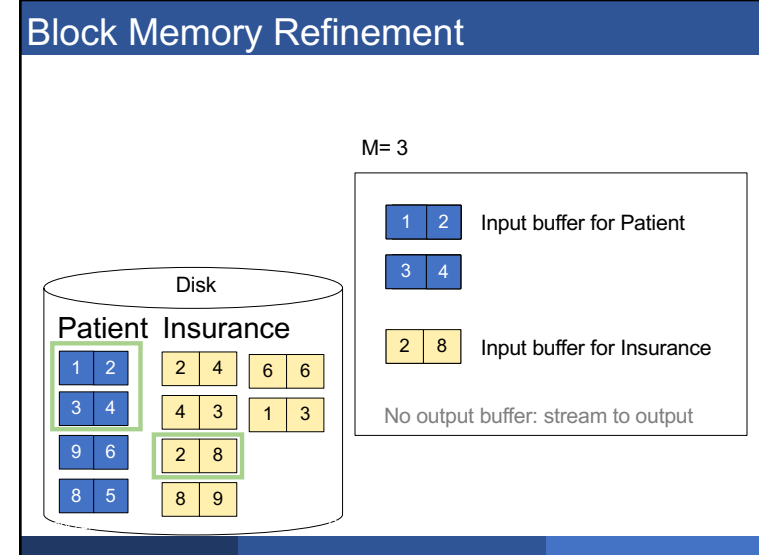 Block Memory Refinement
M= 3
1 2 Input buffer for Patient
3 4
2 8 Input buffer for Insurance
No output buffer: stream to output
Disk
Patient Insurance
1 2 2 4 6 6
3 4 4 3 1 3
9 6 2 8
8 5 8 9